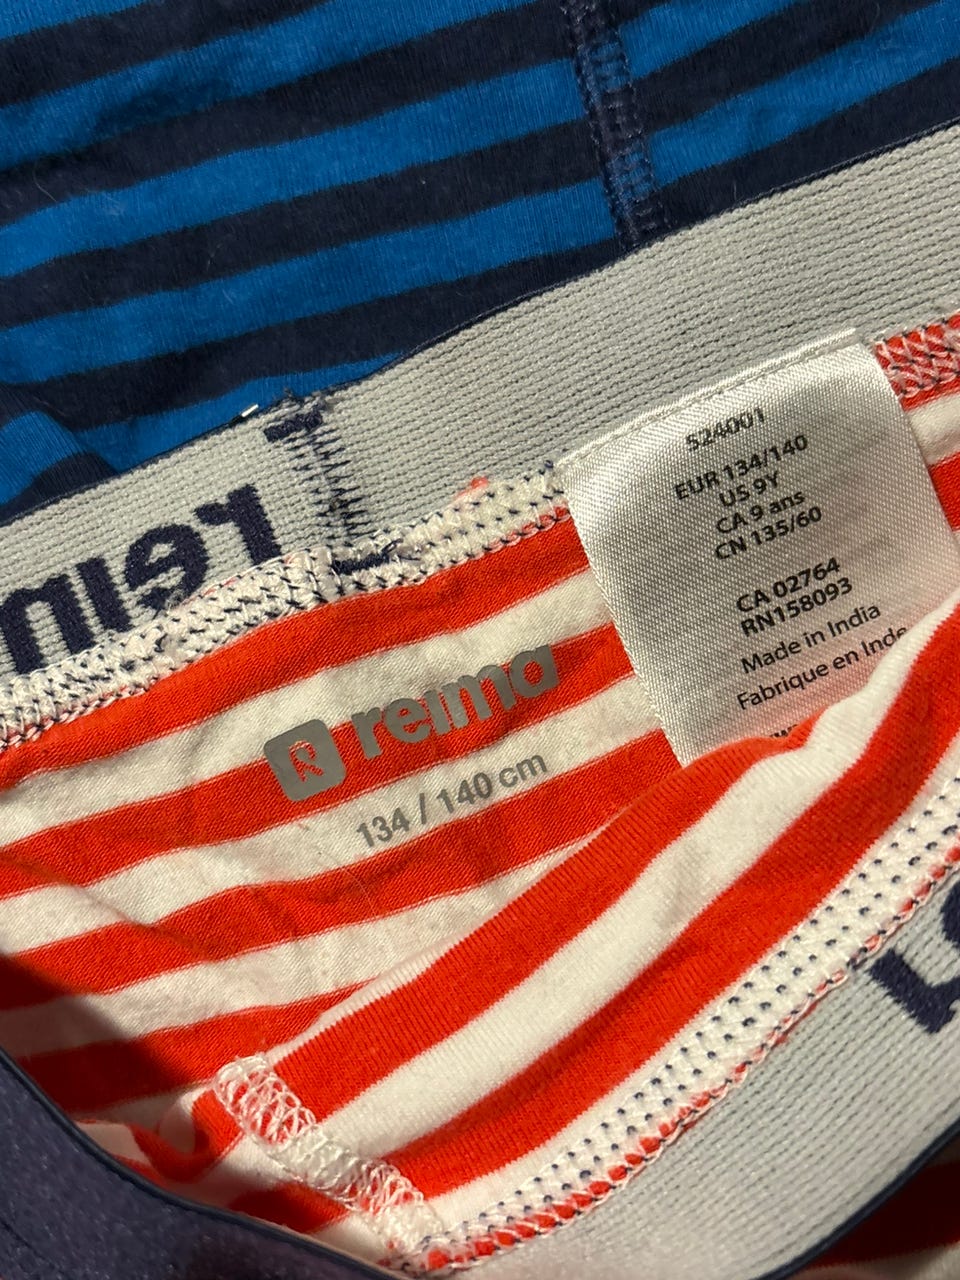 524001
EUR 134/140
US 9Y
CA 9 ans
CN 135/60
CA 02764
RN158093
Made in India
Fabrique en Inde
reim
reima
134 / 140 cm